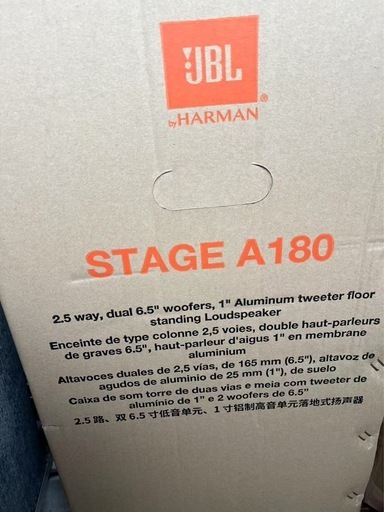 JBL
by HARMAN®
STAGE A180
2.5 way, dual 6.5" woofers, 1" Aluminum tweeter floor
standing Loudspeaker
Enceinte de type colonne 2,5 voies, double haut-parleurs
de graves 6.5", haut-parleur d'aigus 1" en membrane
aluminium
Altavoces duales de 2,5 vías, de 165 mm (6.5"), altavoz de
agudos de aluminio de 25 mm (1"), de suelo
Caixa de som torre de duas vias e meia com tweeter de
alumínio de 1" e 2 woofers de 6.5"
2.5 路、双 6.5 寸低音单元、1 寸铝制高音单元落地式扬声器